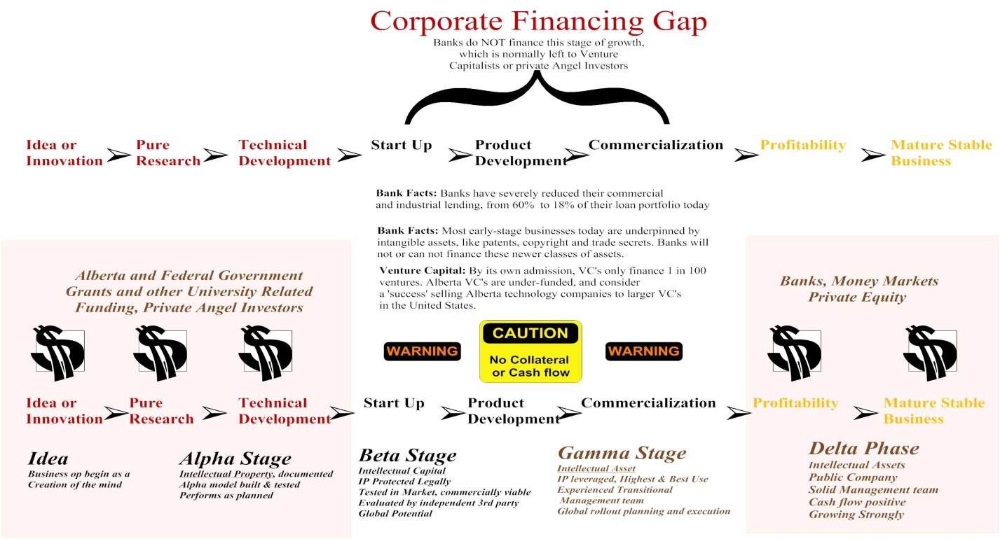 Corporate Financing Gap
Banks do NOT finance this stage of growth,
which is normally left to Venture
Capitalists or private Angel Investors
Idea or
Innovation
Pure
Research
Technical
Development
Start Up
Product
Development
Commercialization
Profitability
Mature Stable
Business
Bank Facts: Banks have severely reduced their commercial
and industrial lending, from 60% to 18% of their loan portfolio today
Bank Facts: Most early-stage businesses today are underpinned by
intangible assets, like patents, copyright and trade secrets. Banks will
not or can not finance these newer classes of assets.
Venture Capital: By its own admission, VC's only finance 1 in 100
ventures. Alberta VC's are under-funded, and consider
a 'success' selling Alberta technology companies to larger VC's
in the United States.
Alberta and Federal Government
Grants and other University Related
Funding, Private Angel Investors
Banks, Money Markets
Private Equity
WARNING
CAUTION
No Collateral
or Cash flow
WARNING
Idea or
Innovation
Pure
Research
Technical
Development
Start Up
Product
Development
Commercialization
Profitability
Mature Stable
Business
Idea
Business op begin as a
Creation of the mind
Alpha Stage
Intellectual Property, documented
Alpha model built & tested
Performs as planned
Beta Stage
Intellectual Capital
IP Protected Legally
Tested in Market, commercially viable
Evaluated by independent 3rd party
Global Potential
Gamma Stage
Intellectual Asset
IP leveraged, Highest & Best Use
Experienced Transitional
Management team
Global rollout planning and execution
Delta Phase
Intellectual Assets
Public Company
Solid Management team
Cash flow positive
Growing Strongly